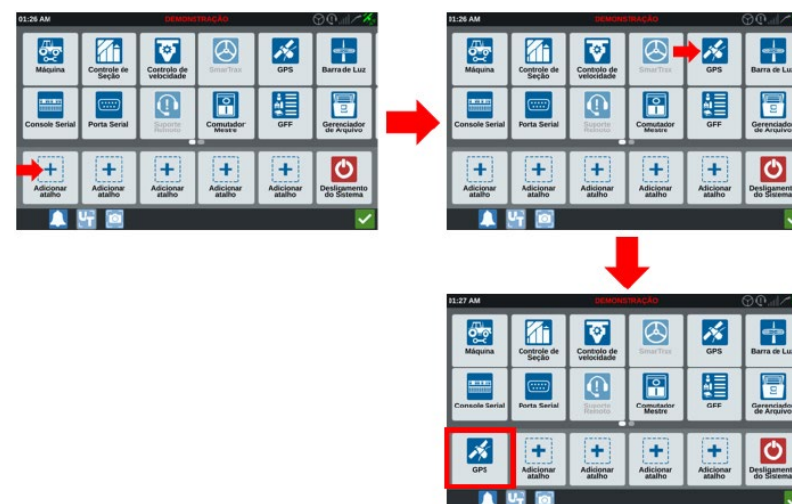 01:26 AM DEMONSTRAÇÃO
Máquina Controle de Seção Controlo de velocidade SmarTrax GPS Barra de Luz
Console Serial Porta Serial Suporte Remoto Comutador Mestre GFF Gerenciador de Arquivo
Adicionar atalho Adicionar atalho Adicionar atalho Adicionar atalho Adicionar atalho Desligamento do Sistema
UT
01:26 AM DEMONSTRAÇÃO
Máquina Controle de Seção Controlo de velocidade SmarTrax GPS Barra de Lu
Console Serial Porta Serial Suporte Remoto Comutador Mestre GFF Gerenciador de Arquivo
Adicionar atalho Adicionar atalho Adicionar atalho Adicionar atalho Adicionar atalho Desligamento do Sistema
UT
01:27 AM DEMONSTRAÇÃO
Máquina Controle de Seção Controlo de velocidade SmarTrax GPS Barra de Lu
Console Serial Porta Serial Suporte Remoto Comutador Mestre GFF Gerenciador de Arquivo
GPS Adicionar atalho Adicionar atalho Adicionar atalho Adicionar atalho Desligamento do Sistema
UT